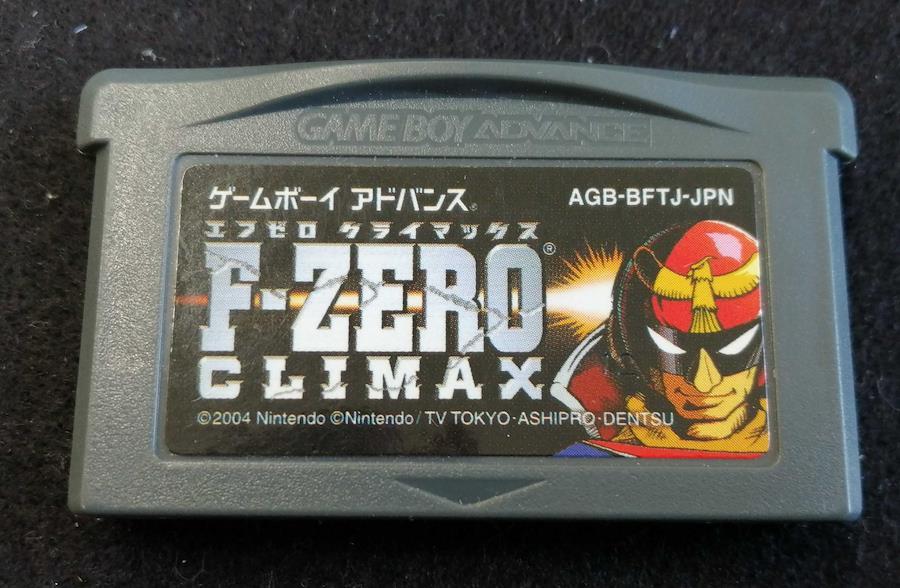 GAME BOY ADVANCE
ゲームボーイ アドバンス
AGB-BFTJ-JPN
エフゼロ クライマックス
F-ZERO®
CLIMAX
©2004 Nintendo ©Nintendo/TV TOKYO·ASHIPRO·DENTSU